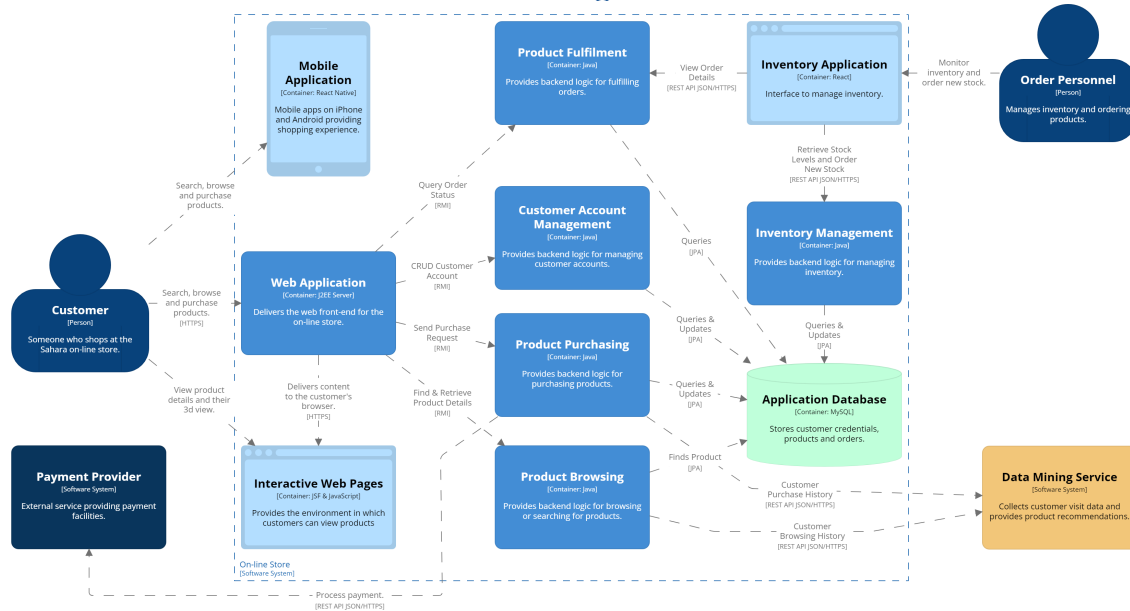 Mobile
Application
[Container: React Native]
Mobile apps on iPhone
and Android providing
shopping experience.
Product Fulfilment
[Container: Java]
Provides backend logic for fulfilling
orders.
View Order
Details
[REST API JSON/HTTPS]
Inventory Application
[Container: React]
Interface to manage inventory.
Monitor
inventory and
order new stock.
Order Personnel
[Person]
Manages inventory and ordering
products.
Search, browse
and purchase
products.
Query Order
Status
[RMI]
Retrieve Stock
Levels and Order
New Stock
[REST API JSON/HTTPS]
Customer Account
Management
[Container: Java]
Provides backend logic for managing
customer accounts.
Queries
[JPA]
Inventory Management
[Container: Java]
Provides backend logic for managing
inventory.
Customer
[Person]
Someone who shops at the
Sahara on-line store.
Search, browse
and purchase
products.
[HTTPS]
Web Application
[Container: J2EE Server]
Delivers the web front-end for the
on-line store.
CRUD Customer
Account
[RMI]
Send Purchase
Request
[RMI]
Product Purchasing
[Container: Java]
Provides backend logic for
purchasing products.
Queries &
Updates
[JPA]
Queries &
Updates
[JPA]
Queries &
Updates
[JPA]
View product
details and their
3d view.
Delivers content
to the customer's
browser.
[HTTPS]
Find & Retrieve
Product Details
[RMI]
Application Database
[Container: MySQL]
Stores customer credentials,
products and orders.
Payment Provider
[Software System]
External service providing payment
facilities.
Interactive Web Pages
[Container: JSF & JavaScript]
Provides the environment in which
customers can view products
Product Browsing
[Container: Java]
Provides backend logic for browsing
or searching for products.
Finds Product
[JPA]
Customer
Purchase History
[REST API JSON/HTTPS]
Customer
Browsing History
[REST API JSON/HTTPS]
Data Mining Service
[Software System]
Collects customer visit data and
provides product recommendations.
On-line Store
[Software System]
Process payment.
[REST API JSON/HTTPS]